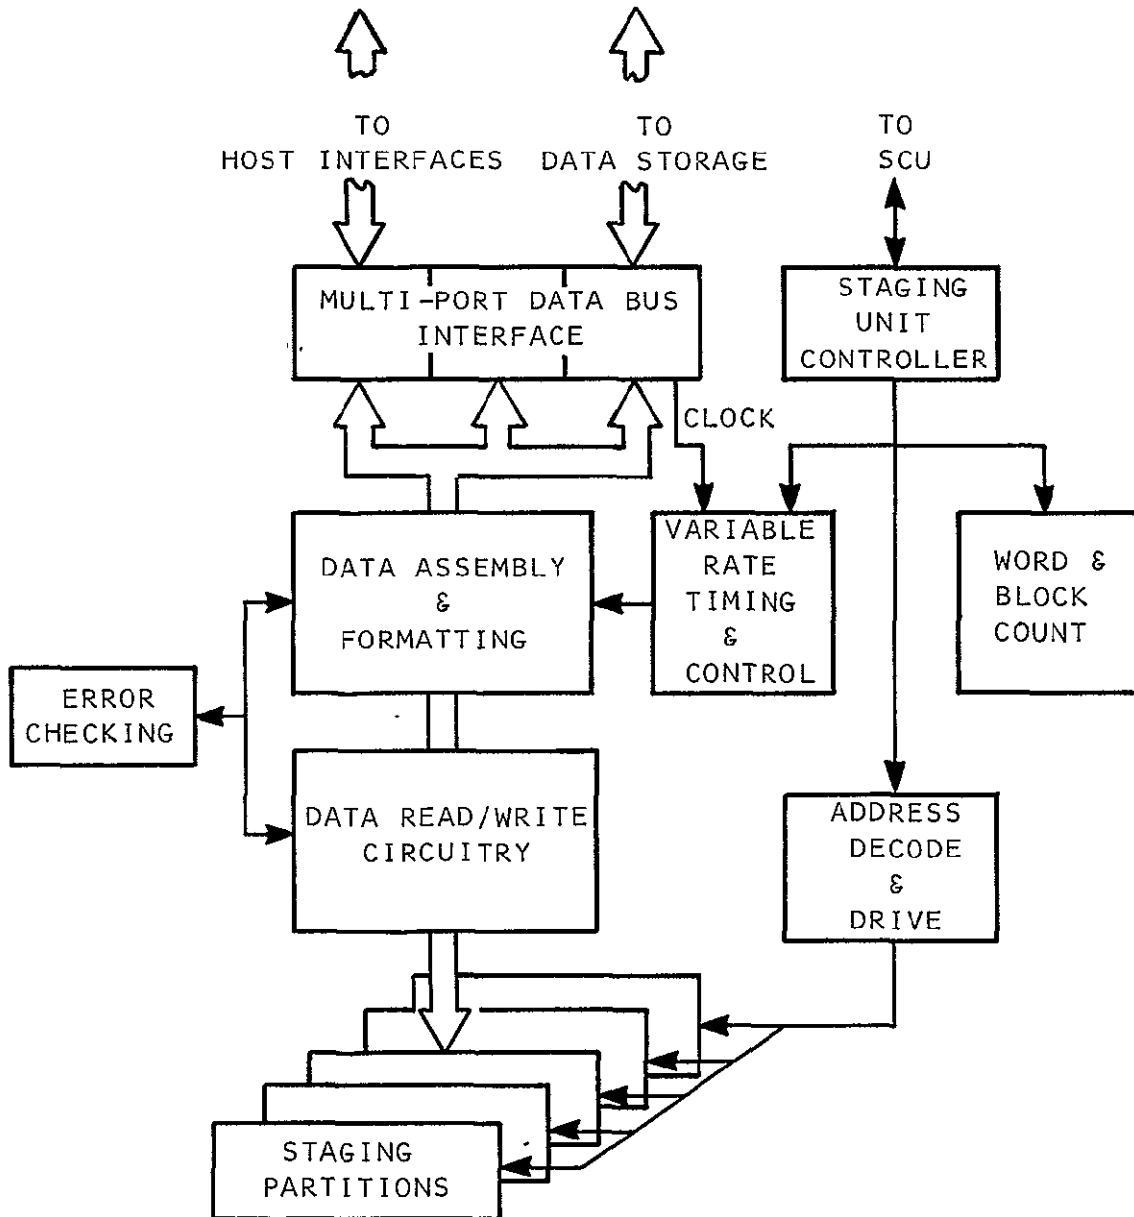 TO
HOST INTERFACES
TO
DATA STORAGE
TO
SCU
MULTI-PORT DATA BUS
INTERFACE
STAGING
UNIT
CONTROLLER
CLOCK
DATA ASSEMBLY
&
FORMATTING
VARIABLE
RATE
TIMING
&
CONTROL
WORD &
BLOCK
COUNT
ERROR
CHECKING
DATA READ/WRITE
CIRCUITRY
ADDRESS
DECODE
&
DRIVE
STAGING
PARTITIONS